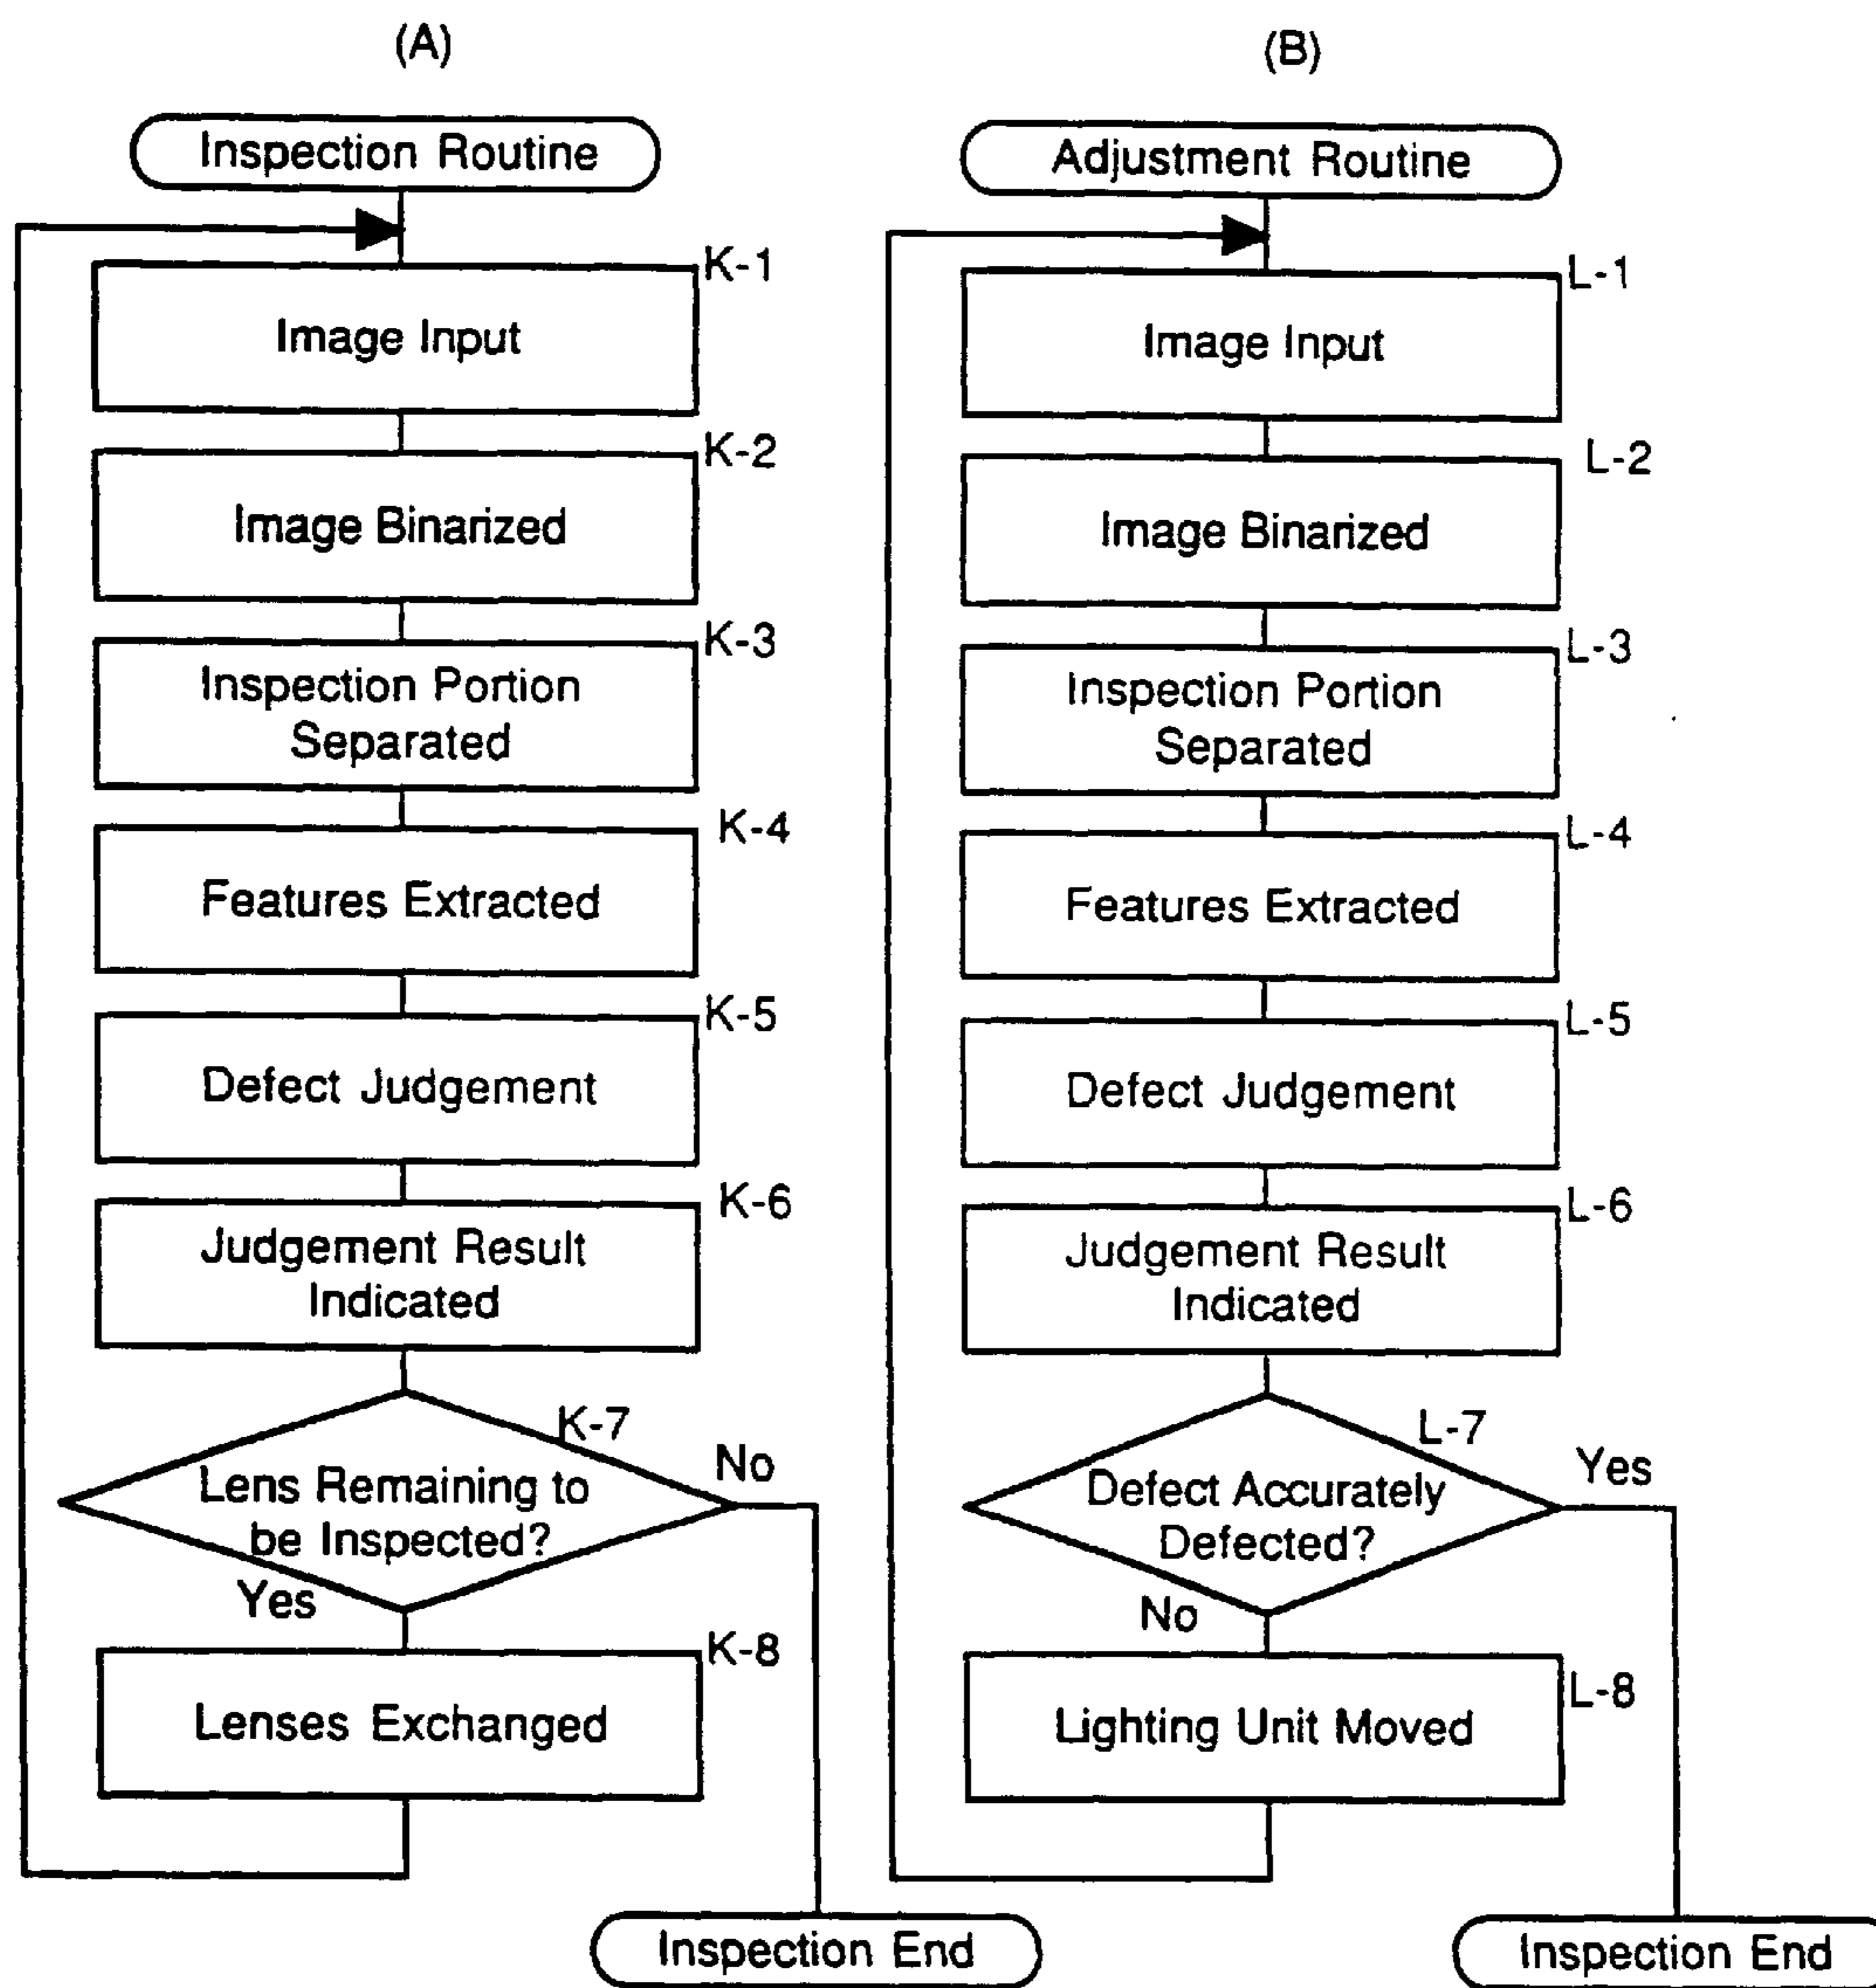 (A)
Inspection Routine
K-1
Image Input
K-2
Image Binarized
K-3
Inspection Portion
Separated
K-4
Features Extracted
K-5
Defect Judgement
K-6
Judgement Result
Indicated
K-7
No
Lens Remaining to
be Inspected?
Yes
K-8
Lenses Exchanged
Inspection End
(B)
Adjustment Routine
L-1
Image Input
L-2
Image Binarized
L-3
Inspection Portion
Separated
L-4
Features Extracted
L-5
Defect Judgement
L-6
Judgement Result
Indicated
L-7
Yes
Defect Accurately
Defected?
No
L-8
Lighting Unit Moved
Inspection End